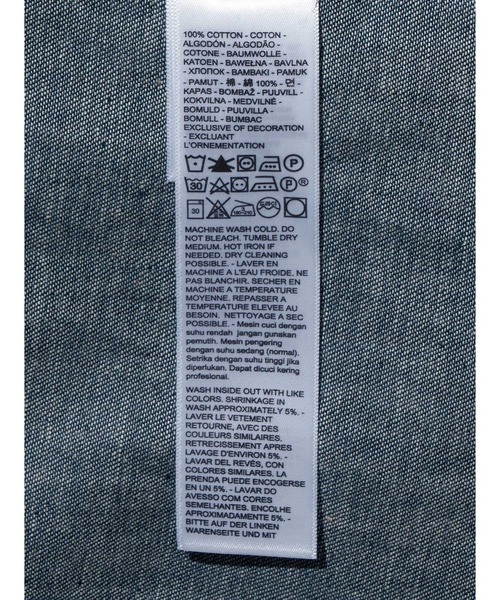 100% COTTON - COTON -
ALGODÓN - ALGODÃO -
COTONE - BAUMWOLLE -
KATOEN - BAWEŁNA - BAVLNA
- ХЛОПОК - BAMBAKI - PAMUK
- PAMUT - 棉 - 綿 100% - 면 -
KAPAS - BOMBAŽ - PUUVILL -
KOKVILNA - MEDVILNĖ -
BOMULD - PUUVILLA -
BOMULL - BUMBAC
EXCLUSIVE OF DECORATION
- EXCLUANT
L'ORNEMENTATION
P
30 P ®
30 180-210
MACHINE WASH COLD. DO
NOT BLEACH. TUMBLE DRY
MEDIUM. HOT IRON IF
NEEDED. DRY CLEANING
POSSIBLE. - LAVER EN
MACHINE A L'EAU FROIDE. NE
PAS BLANCHIR. SECHER EN
MACHINE A TEMPERATURE
MOYENNE. REPASSER A
TEMPERATURE ELEVEE AU
BESOIN. NETTOYAGE A SEC
POSSIBLE. - Mesin cuci dengan
suhu rendah jangan gunakan
pemutih. Mesin pengering
dengan suhu sedang (normal).
Setrika dengan suhu tinggi jika
diperlukan. Dapat dicuci kering
profesional.
WASH INSIDE OUT WITH LIKE
COLORS. SHRINKAGE IN
WASH APPROXIMATELY 5%. -
LAVER LE VETEMENT
RETOURNE, AVEC DES
COULEURS SIMILAIRES.
RETRECISSEMENT APRES
LAVAGE D'ENVIRON 5%. -
LAVAR DEL REVÉS, CON
COLORES SIMILARES. LA
PRENDA PUEDE ENCOGERSE
EN UN 5%. - LAVAR DO
AVESSO COM CORES
SEMELHANTES, ENCOLHE
APROXIMADAMENTE 5%. -
BITTE AUF DER LINKEN
WARENSEITE UND MIT